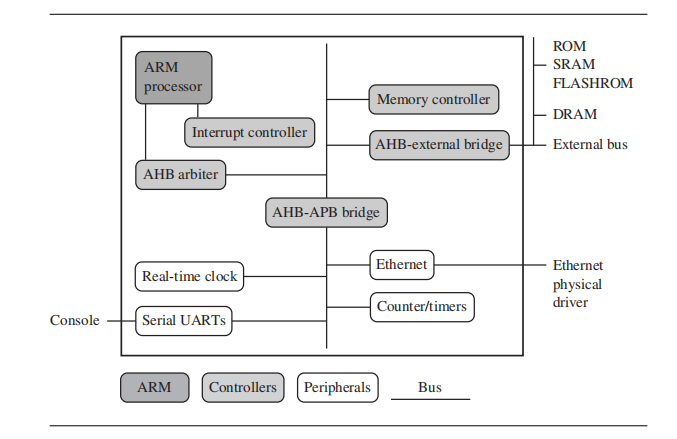 ARM
processor
Interrupt controller
AHB arbiter
Memory controller
AHB-external bridge
ROM
SRAM
FLASHROM
DRAM
External bus
AHB-APB bridge
Real-time clock
Ethernet
Ethernet
physical
driver
Console
Serial UARTs
Counter/timers
ARM
Controllers
Peripherals
Bus